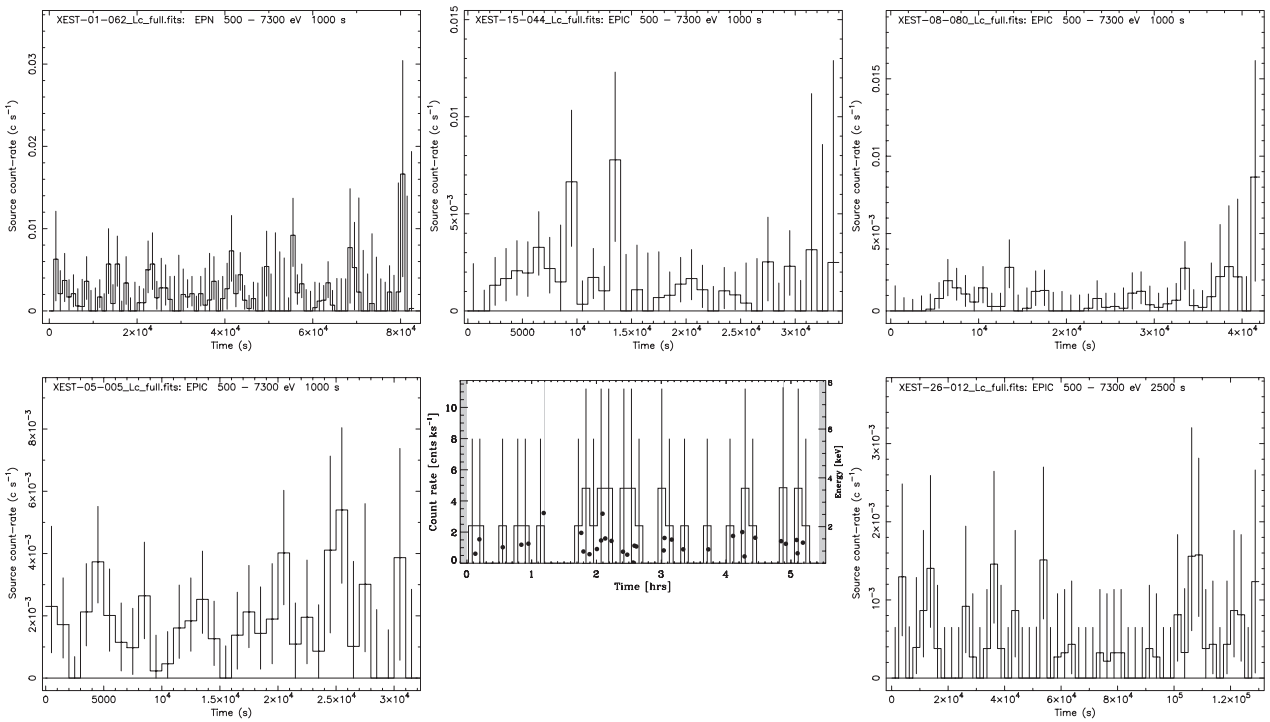 XEST-01-062_Lc_full.fits: EPN 500 – 7300 eV 1000 s
Source count-rate (c s⁻¹)
0.03
0.02
0.01
0
0 2×10⁴ 4×10⁴ 6×10⁴ 8×10⁴
Time (s)
XEST-15-044_Lc_full.fits: EPIC 500 – 7300 eV 1000 s
Source count-rate (c s⁻¹)
0.015
0.01
5×10⁻³
0
5000 10⁴ 1.5×10⁴ 2×10⁴ 2.5×10⁴ 3×10⁴
Time (s)
XEST-08-080_Lc_full.fits: EPIC 500 – 7300 eV 1000 s
Source count-rate (c s⁻¹)
0.015
0.01
5×10⁻³
0
0 10⁴ 2×10⁴ 3×10⁴ 4×10⁴
Time (s)
XEST-05-005_Lc_full.fits: EPIC 500 – 7300 eV 1000 s
Source count-rate (c s⁻¹)
8×10⁻³
6×10⁻³
4×10⁻³
2×10⁻³
0
0 5000 10⁴ 1.5×10⁴ 2×10⁴ 2.5×10⁴ 3×10⁴
Time (s)
Count rate [cnts ks⁻¹]
10
8
6
4
2
0
0 1 2 3 4 5
Time [hrs]
8
6
4
2
Energy [keV]
XEST-26-012_Lc_full.fits: EPIC 500 – 7300 eV 2500 s
Source count-rate (c s⁻¹)
3×10⁻³
2×10⁻³
10⁻³
0
0 2×10⁴ 4×10⁴ 6×10⁴ 8×10⁴ 10⁵ 1.2×10⁵
Time (s)